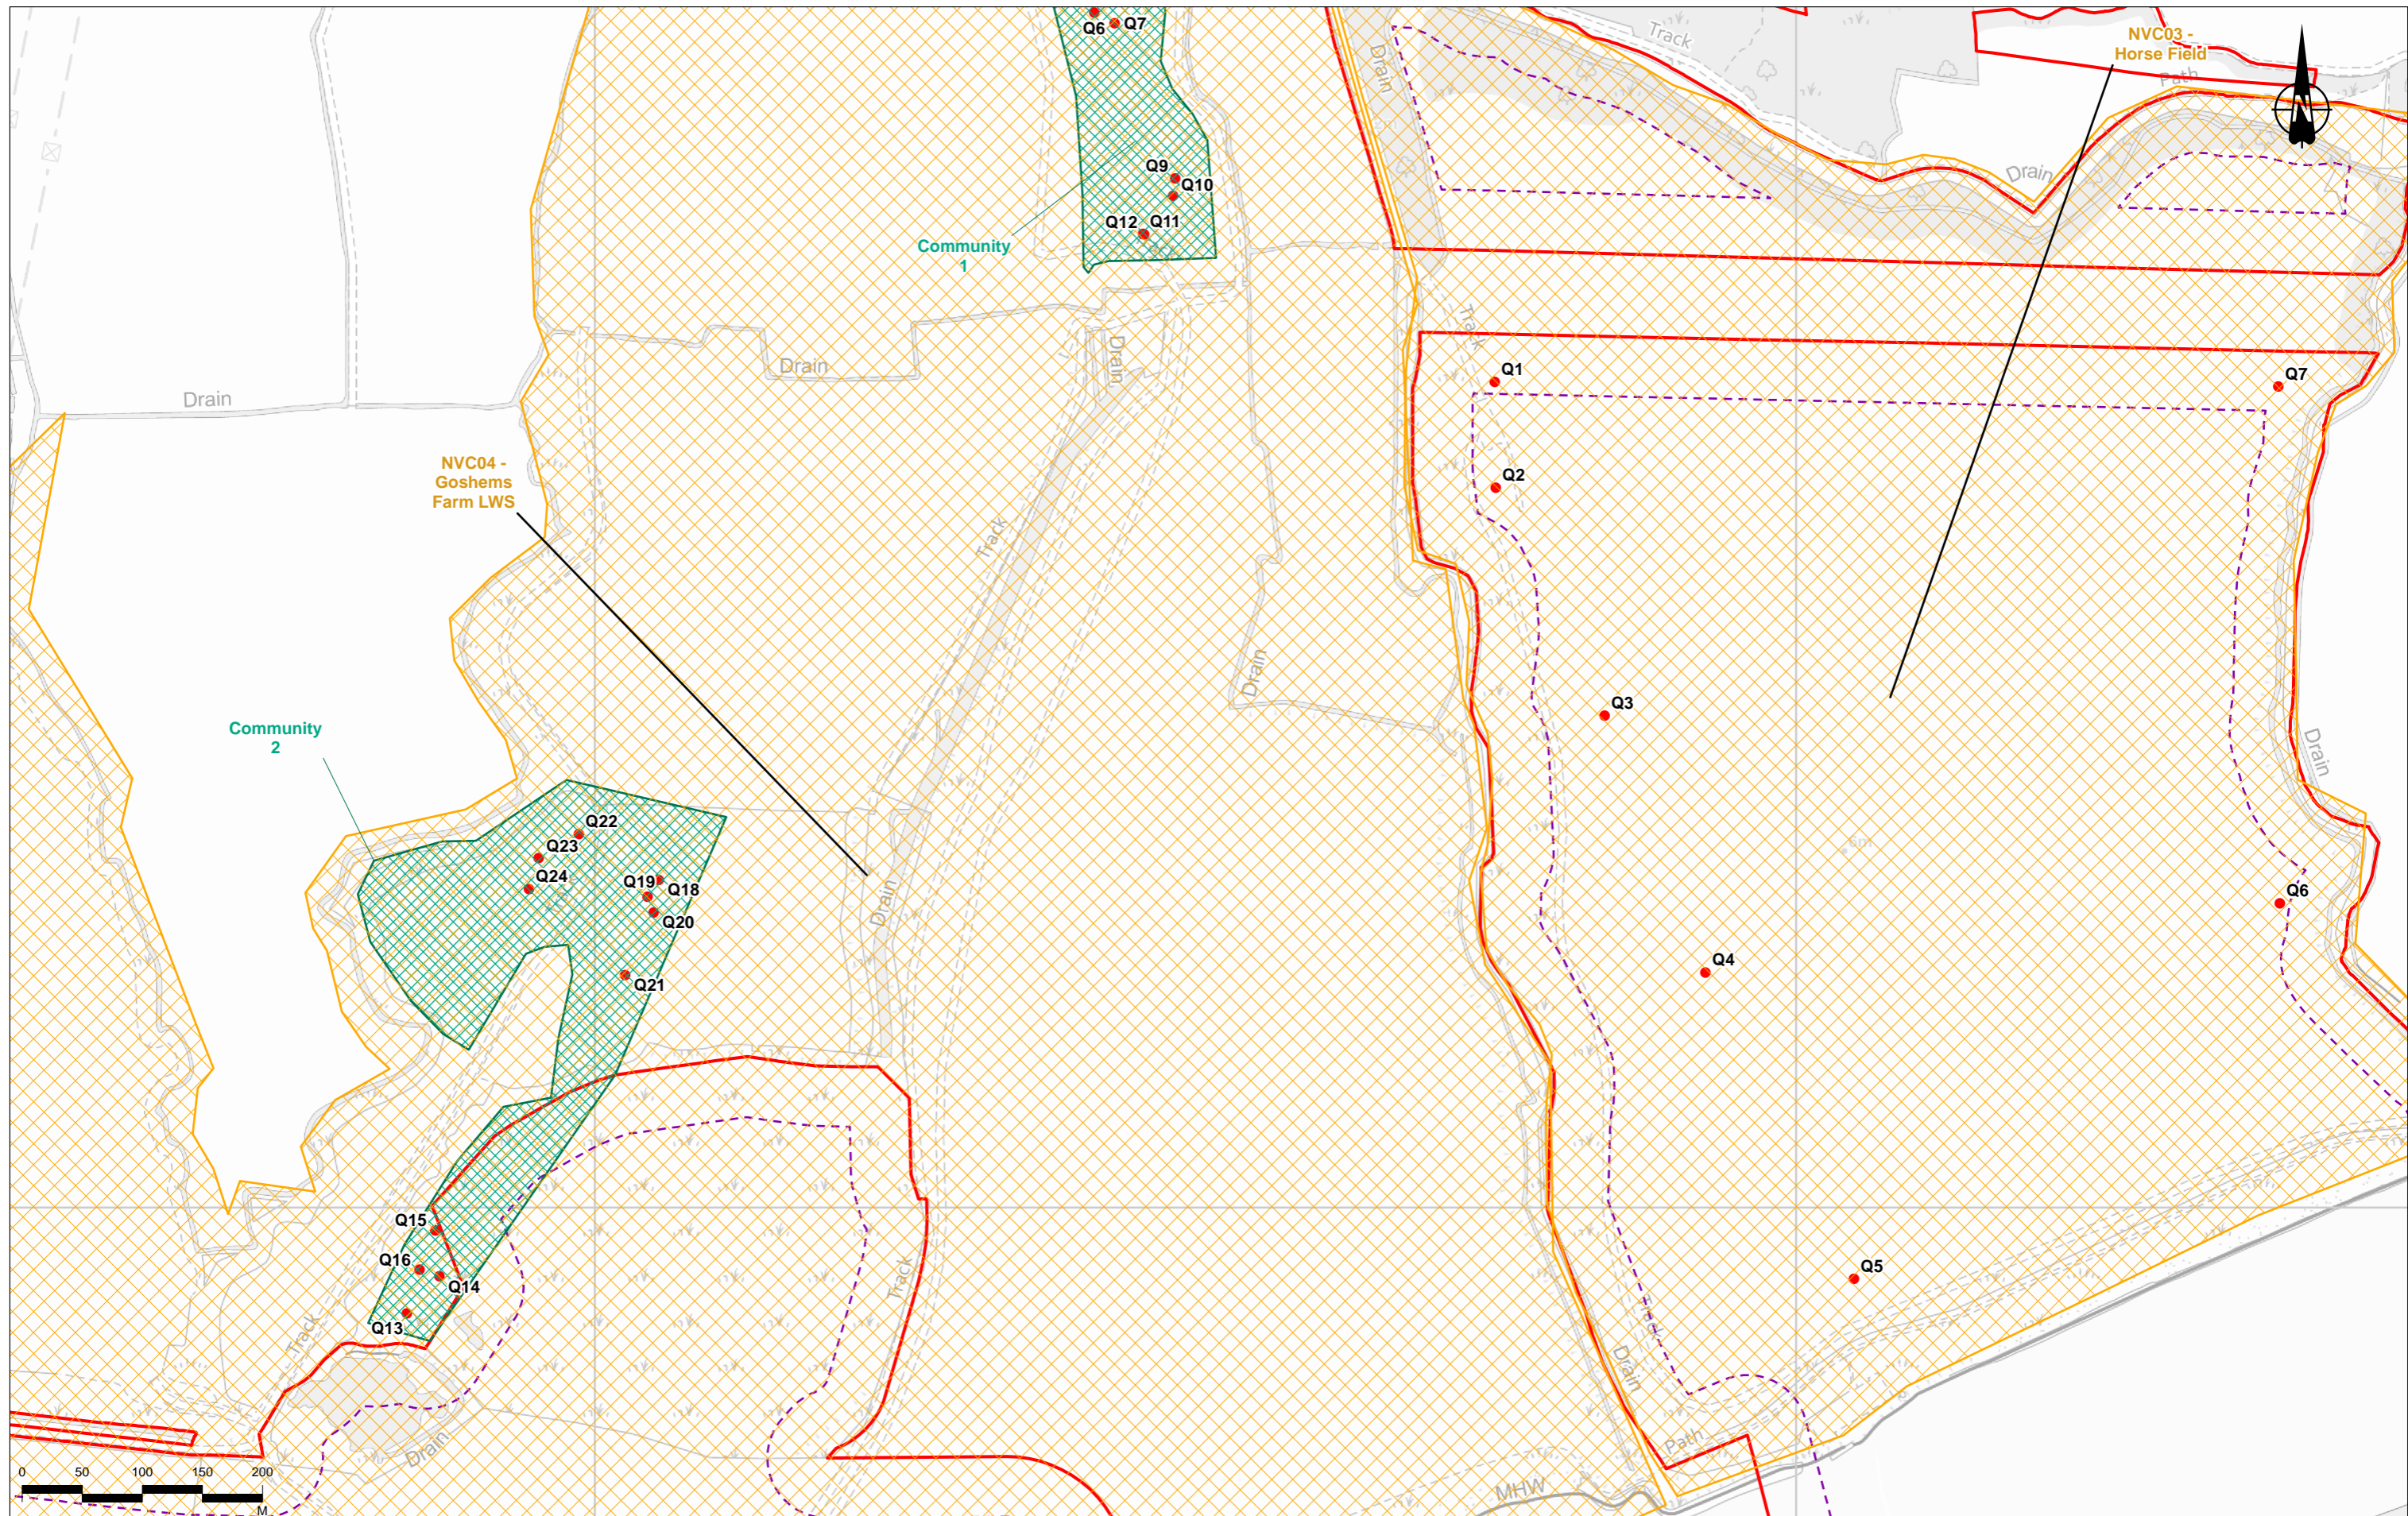 Q6
Q7
Track
Drain
NVC03 -
Horse Field
Path
N
Q9
Q10
Drain
Q12
Q11
Community
1
Track
Drain
Drain
Q1
Q7
Drain
NVC04 -
Goshems
Farm LWS
Q2
Track
Drain
Community
2
Q3
Drain
Q22
Q23
6m
Q24
Q19
Q18
Drain
Q6
Q20
Q4
Q21
Q15
Q16
Q14
Track
Q5
Q13
Track
Track
Drain
Drain
Path
0
50
100
150
200
M
MHW